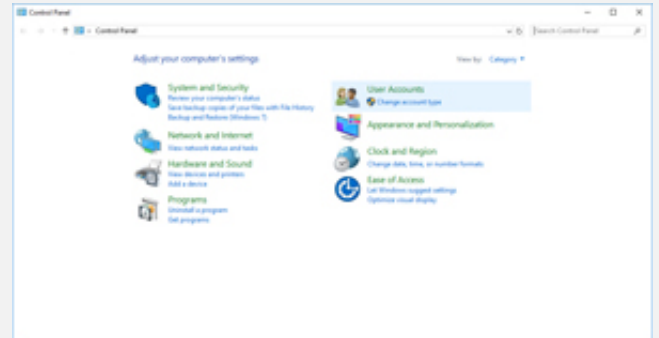 Control Panel
Control Panel
Search Control Panel
Adjust your computer's settings
View by: Category
System and Security
Review your computer's status
Save backup copies of your files with File History
Backup and Restore (Windows 7)
Network and Internet
View network status and tasks
Hardware and Sound
View devices and printers
Add a device
Programs
Uninstall a program
Get programs
User Accounts
Change account type
Appearance and Personalization
Clock and Region
Change date, time, or number formats
Ease of Access
Let Windows suggest settings
Optimize visual display